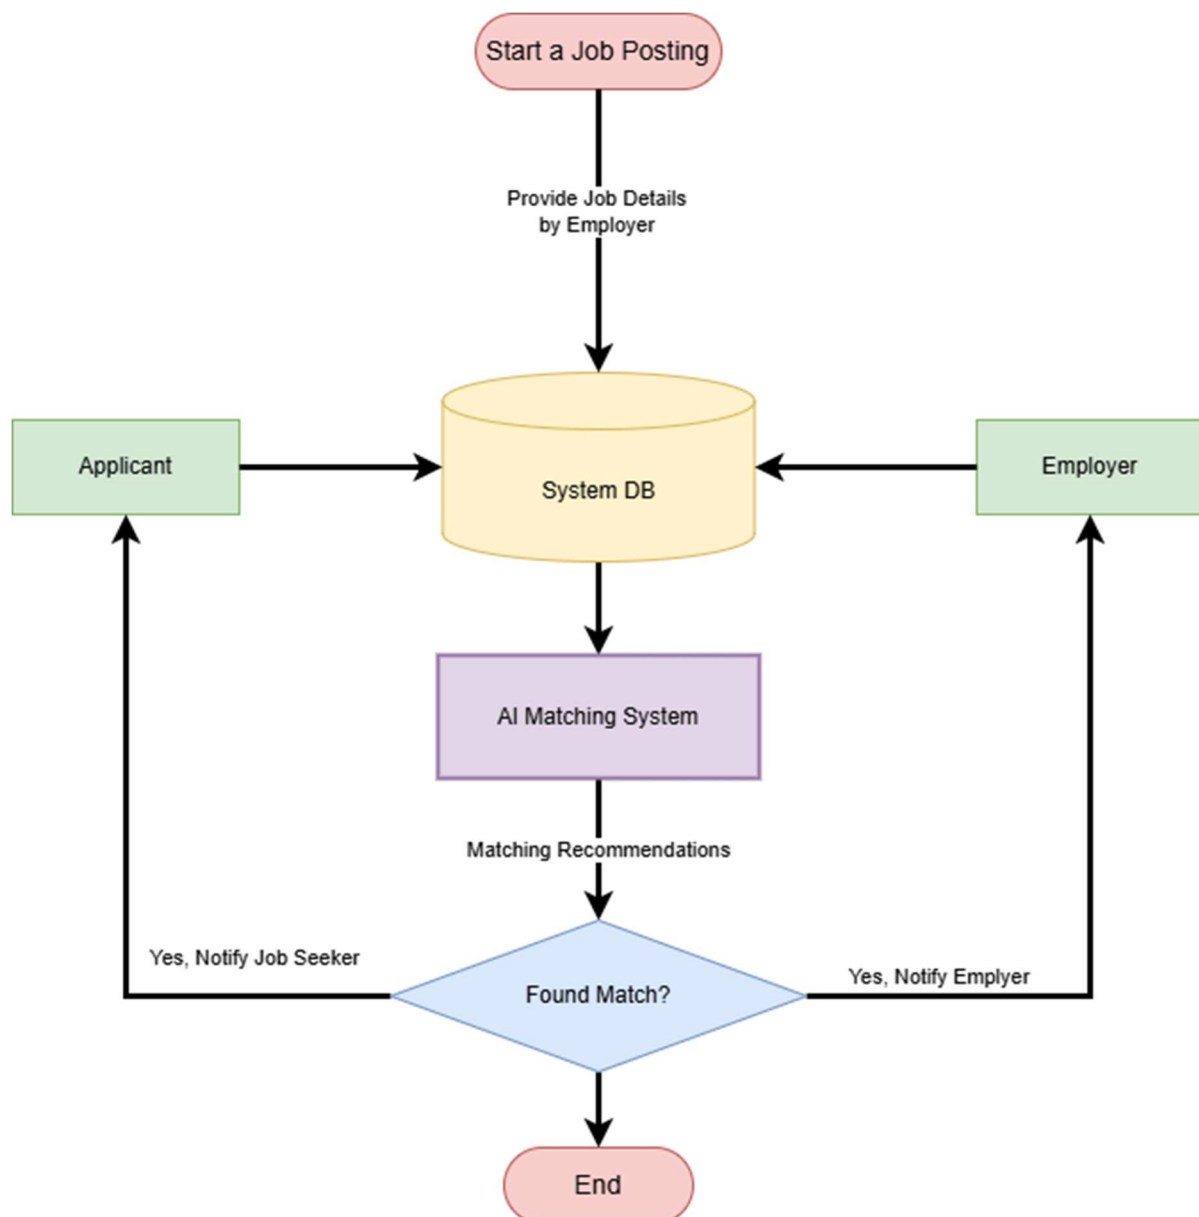 Start a Job Posting
Provide Job Details
by Employer
Applicant
System DB
Employer
AI Matching System
Matching Recommendations
Yes, Notify Job Seeker
Found Match?
Yes, Notify Emplyer
End